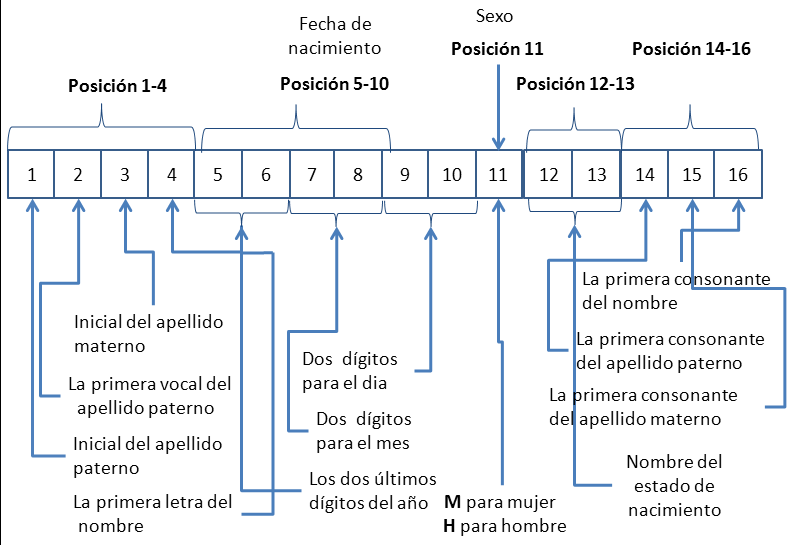 Fecha de
nacimiento
Sexo
Posición 11
Posición 14-16
Posición 1-4
Posición 5-10
Posición 12-13
1 2 3 4 5 6 7 8 9 10 11 12 13 14 15 16
La primera consonante
del nombre
Inicial del apellido
materno
La primera consonante
del apellido paterno
Dos dígitos
para el dia
La primera vocal del
apellido paterno
La primera consonante
del apellido materno
Dos dígitos
para el mes
Inicial del apellido
paterno
Nombre del
estado de
nacimiento
Los dos últimos
dígitos del año
La primera letra del
nombre
M para mujer
H para hombre